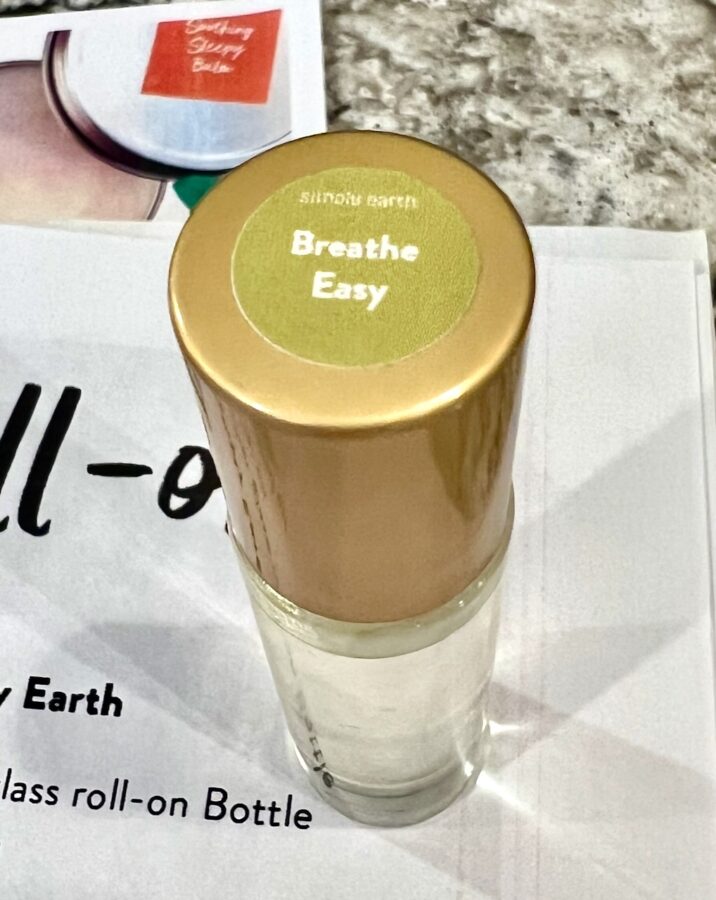 Soothing
Sleepy
Balm
simply earth
Breathe
Easy
ll-o
y Earth
lass roll-on Bottle